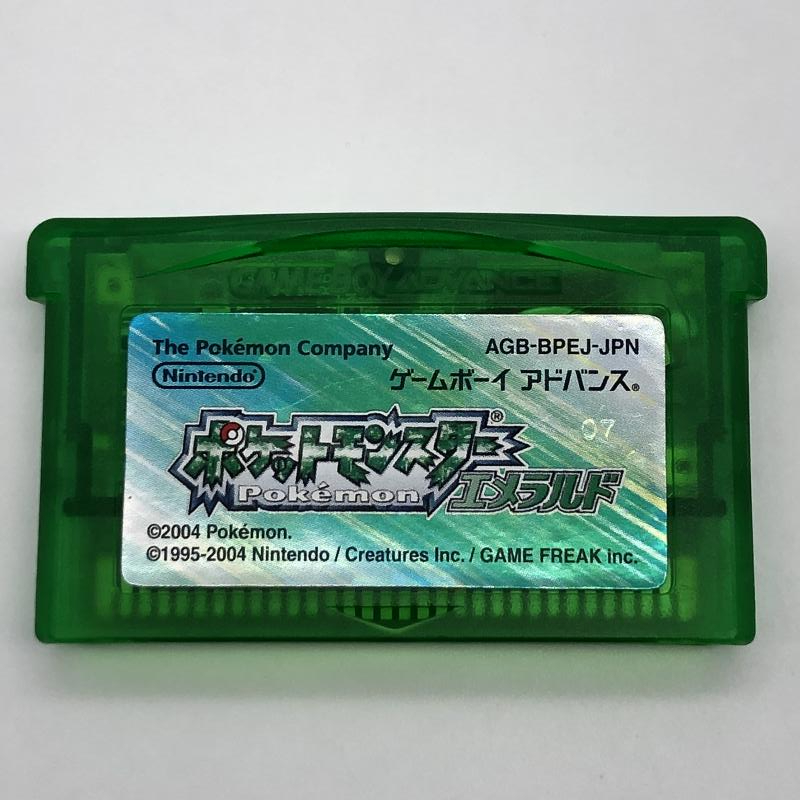 GAME BOY ADVANCE
The Pokémon Company
AGB-BPEJ-JPN
Nintendo®
ゲームボーイ アドバンス®
ポケットモンスター®
Pokémon
エメラルド
07
©2004 Pokémon.
©1995-2004 Nintendo / Creatures Inc. / GAME FREAK inc.